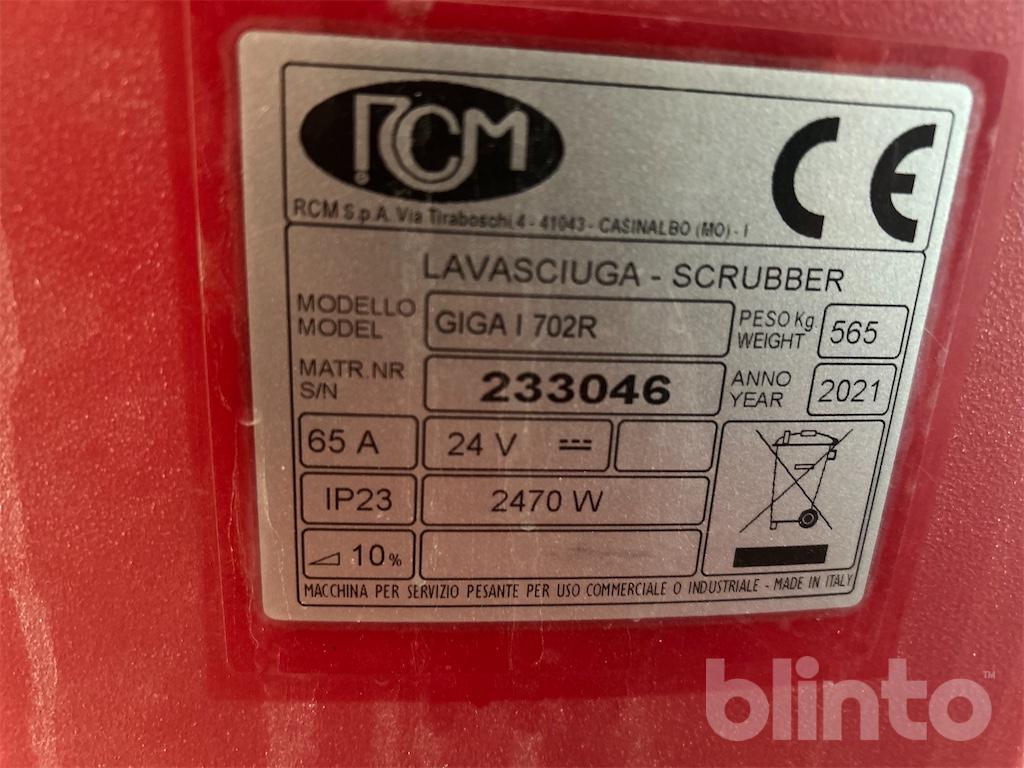 RCM
CE
RCM S.p.A. Via Tiraboschi,4 - 41043 - CASINALBO (MO) - I
LAVASCIUGA - SCRUBBER
MODELLO
MODEL
GIGA I 702R
PESO Kg.
WEIGHT
565
MATR.NR
S/N
233046
ANNO
YEAR
2021
65 A
24 V
IP23
2470 W
10%
MACCHINA PER SERVIZIO PESANTE PER USO COMMERCIALE O INDUSTRIALE - MADE IN ITALY
blinto™